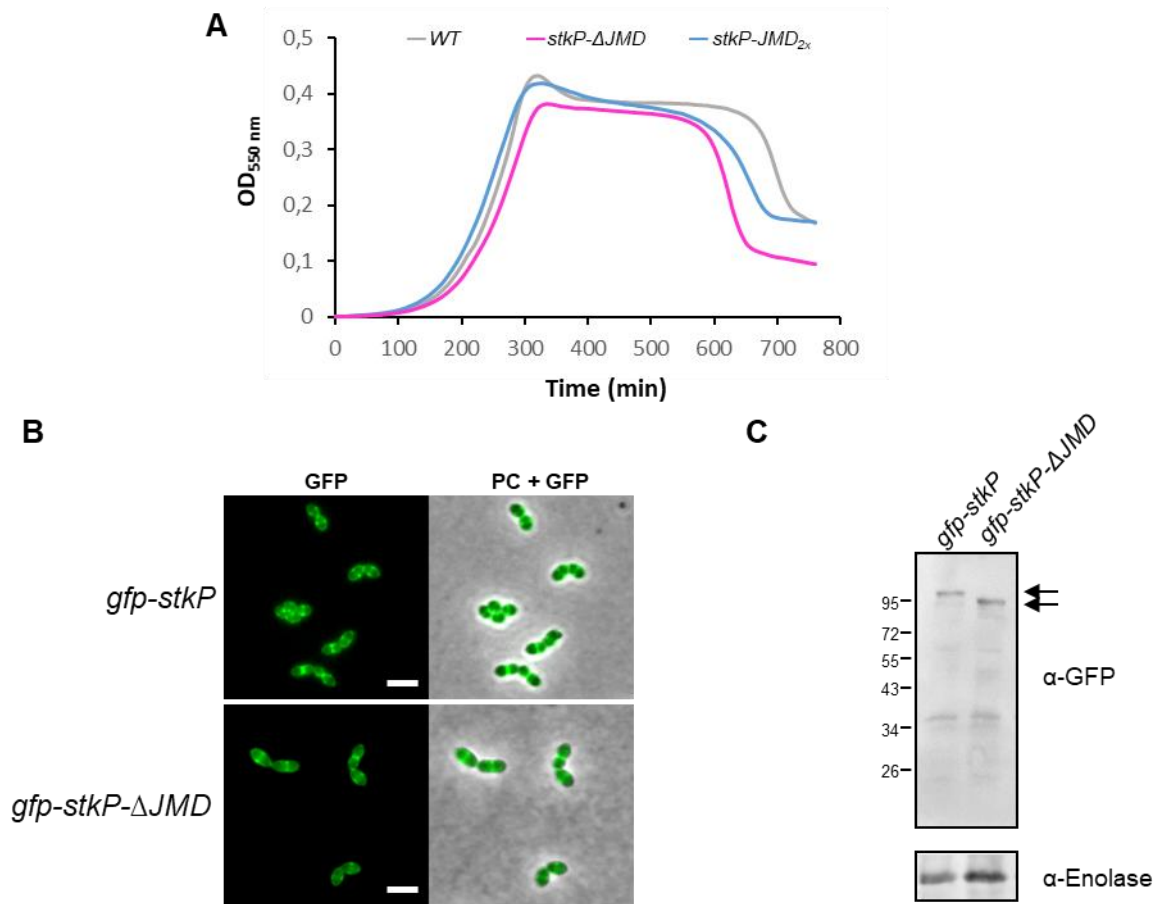 A
WT stkP-ΔJMD stkP-JMD2x
0,5
0,4
0,3
0,2
0,1
0
OD550 nm
0 100 200 300 400 500 600 700 800
Time (min)
B
GFP PC + GFP
gfp-stkP
gfp-stkP-ΔJMD
C
gfp-stkP
gfp-stkP-ΔJMD
95
72
55
43
34
26
α-GFP
α-Enolase